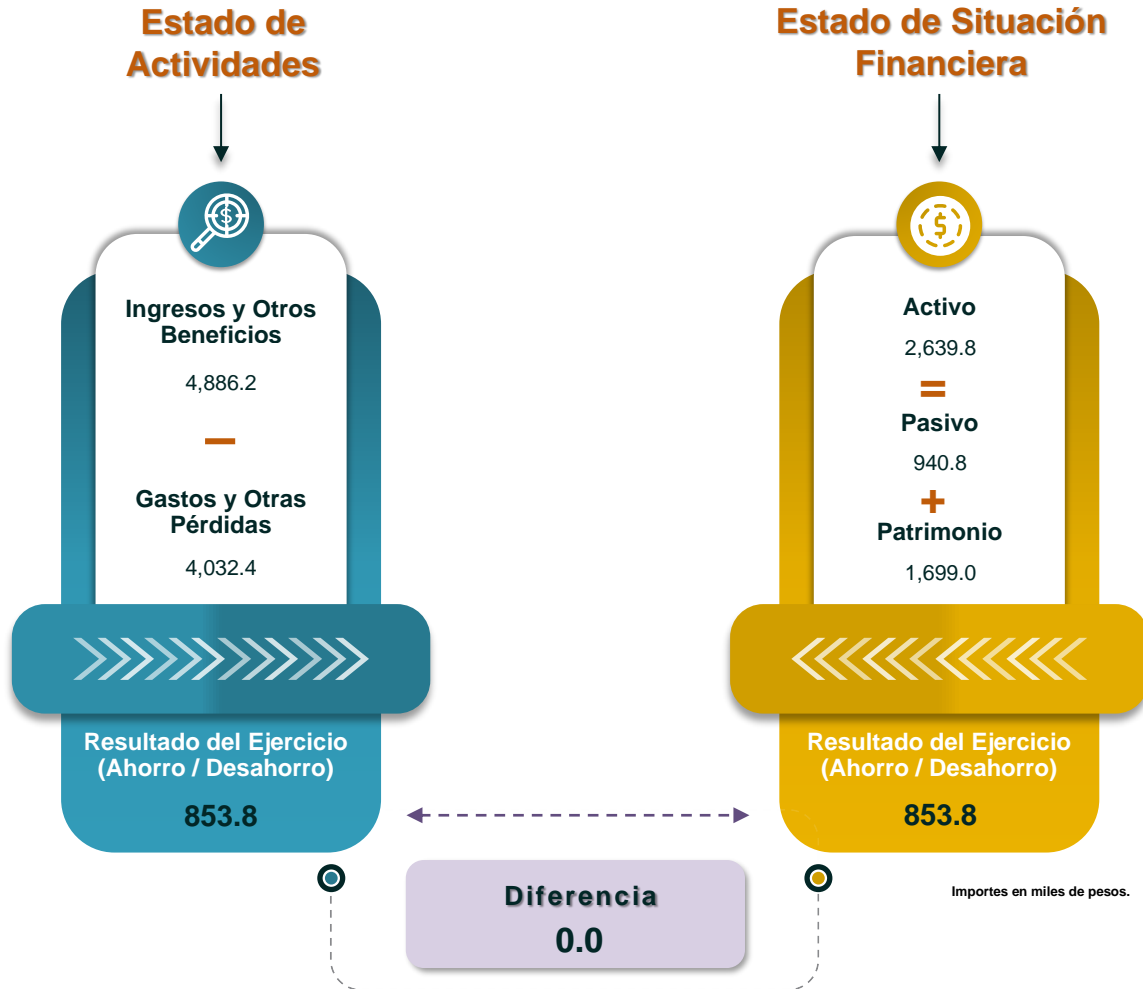 Estado de
Actividades
$
Ingresos y Otros
Beneficios
4,886.2
–
Gastos y Otras
Pérdidas
4,032.4
Resultado del Ejercicio
(Ahorro / Desahorro)
853.8
Estado de Situación
Financiera
$
Activo
2,639.8
=
Pasivo
940.8
+
Patrimonio
1,699.0
Resultado del Ejercicio
(Ahorro / Desahorro)
853.8
Diferencia
0.0
Importes en miles de pesos.